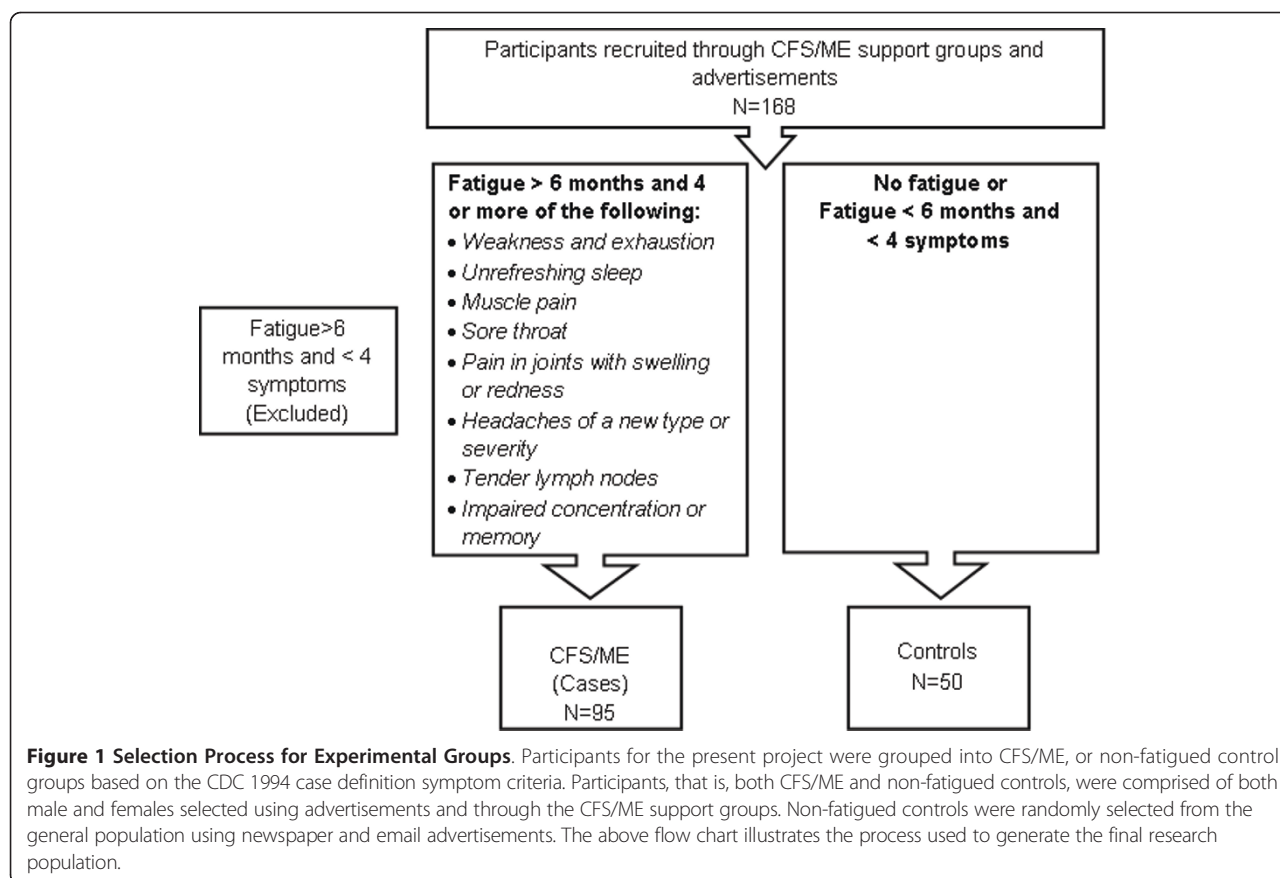 Participants recruited through CFS/ME support groups and
advertisements
N=168
Fatigue > 6 months and 4
or more of the following:
• Weakness and exhaustion
• Unrefreshing sleep
• Muscle pain
• Sore throat
• Pain in joints with swelling
or redness
• Headaches of a new type or
severity
• Tender lymph nodes
• Impaired concentration or
memory
No fatigue or
Fatigue < 6 months and
< 4 symptoms
Fatigue>6
months and < 4
symptoms
(Excluded)
CFS/ME
(Cases)
N=95
Controls
N=50
Figure 1 Selection Process for Experimental Groups. Participants for the present project were grouped into CFS/ME, or non-fatigued control
groups based on the CDC 1994 case definition symptom criteria. Participants, that is, both CFS/ME and non-fatigued controls, were comprised of both
male and females selected using advertisements and through the CFS/ME support groups. Non-fatigued controls were randomly selected from the
general population using newspaper and email advertisements. The above flow chart illustrates the process used to generate the final research
population.